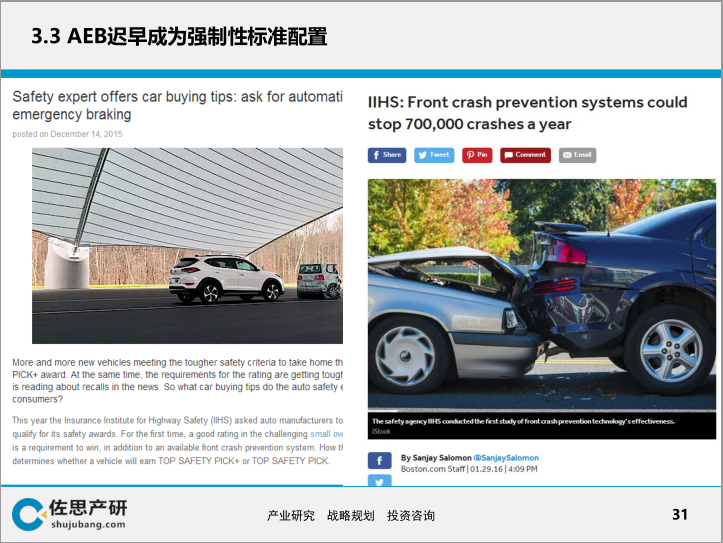 3.3 AEB迟早成为强制性标准配置
Safety expert offers car buying tips: ask for automati
emergency braking
posted on December 14, 2015
More and more new vehicles meeting the tougher safety criteria to take home th
PICK+ award. At the same time, the requirements for the rating are getting toug
is reading about recalls in the news. So what car buying tips do the auto safety e
consumers?
This year the Insurance Institute for Highway Safety (IIHS) asked auto manufacturers to
qualify for its safety awards. For the first time, a good rating in the challenging small ove
is a requirement to win, in addition to an available front crash prevention system. How th
determines whether a vehicle will earn TOP SAFETY PICK+ or TOP SAFETY PICK.
IIHS: Front crash prevention systems could
stop 700,000 crashes a year
Share Tweet Pin Comment Email
The safety agency IIHS conducted the first study of front crash prevention technology's effectiveness.
iStock
By Sanjay Salomon @SanjaySalomon
Boston.com Staff | 01.29.16 | 4:09 PM
佐思产研
shujubang.com
产业研究 战略规划 投资咨询
31